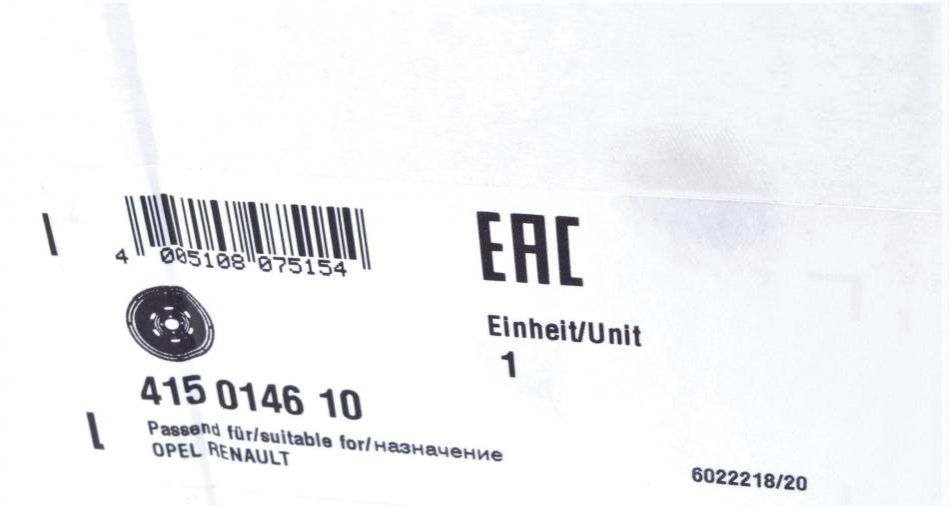 4 005108 075154
EAC
Einheit/Unit
1
415 0146 10
Passend für/suitable for/назначение
OPEL RENAULT
6022218/20